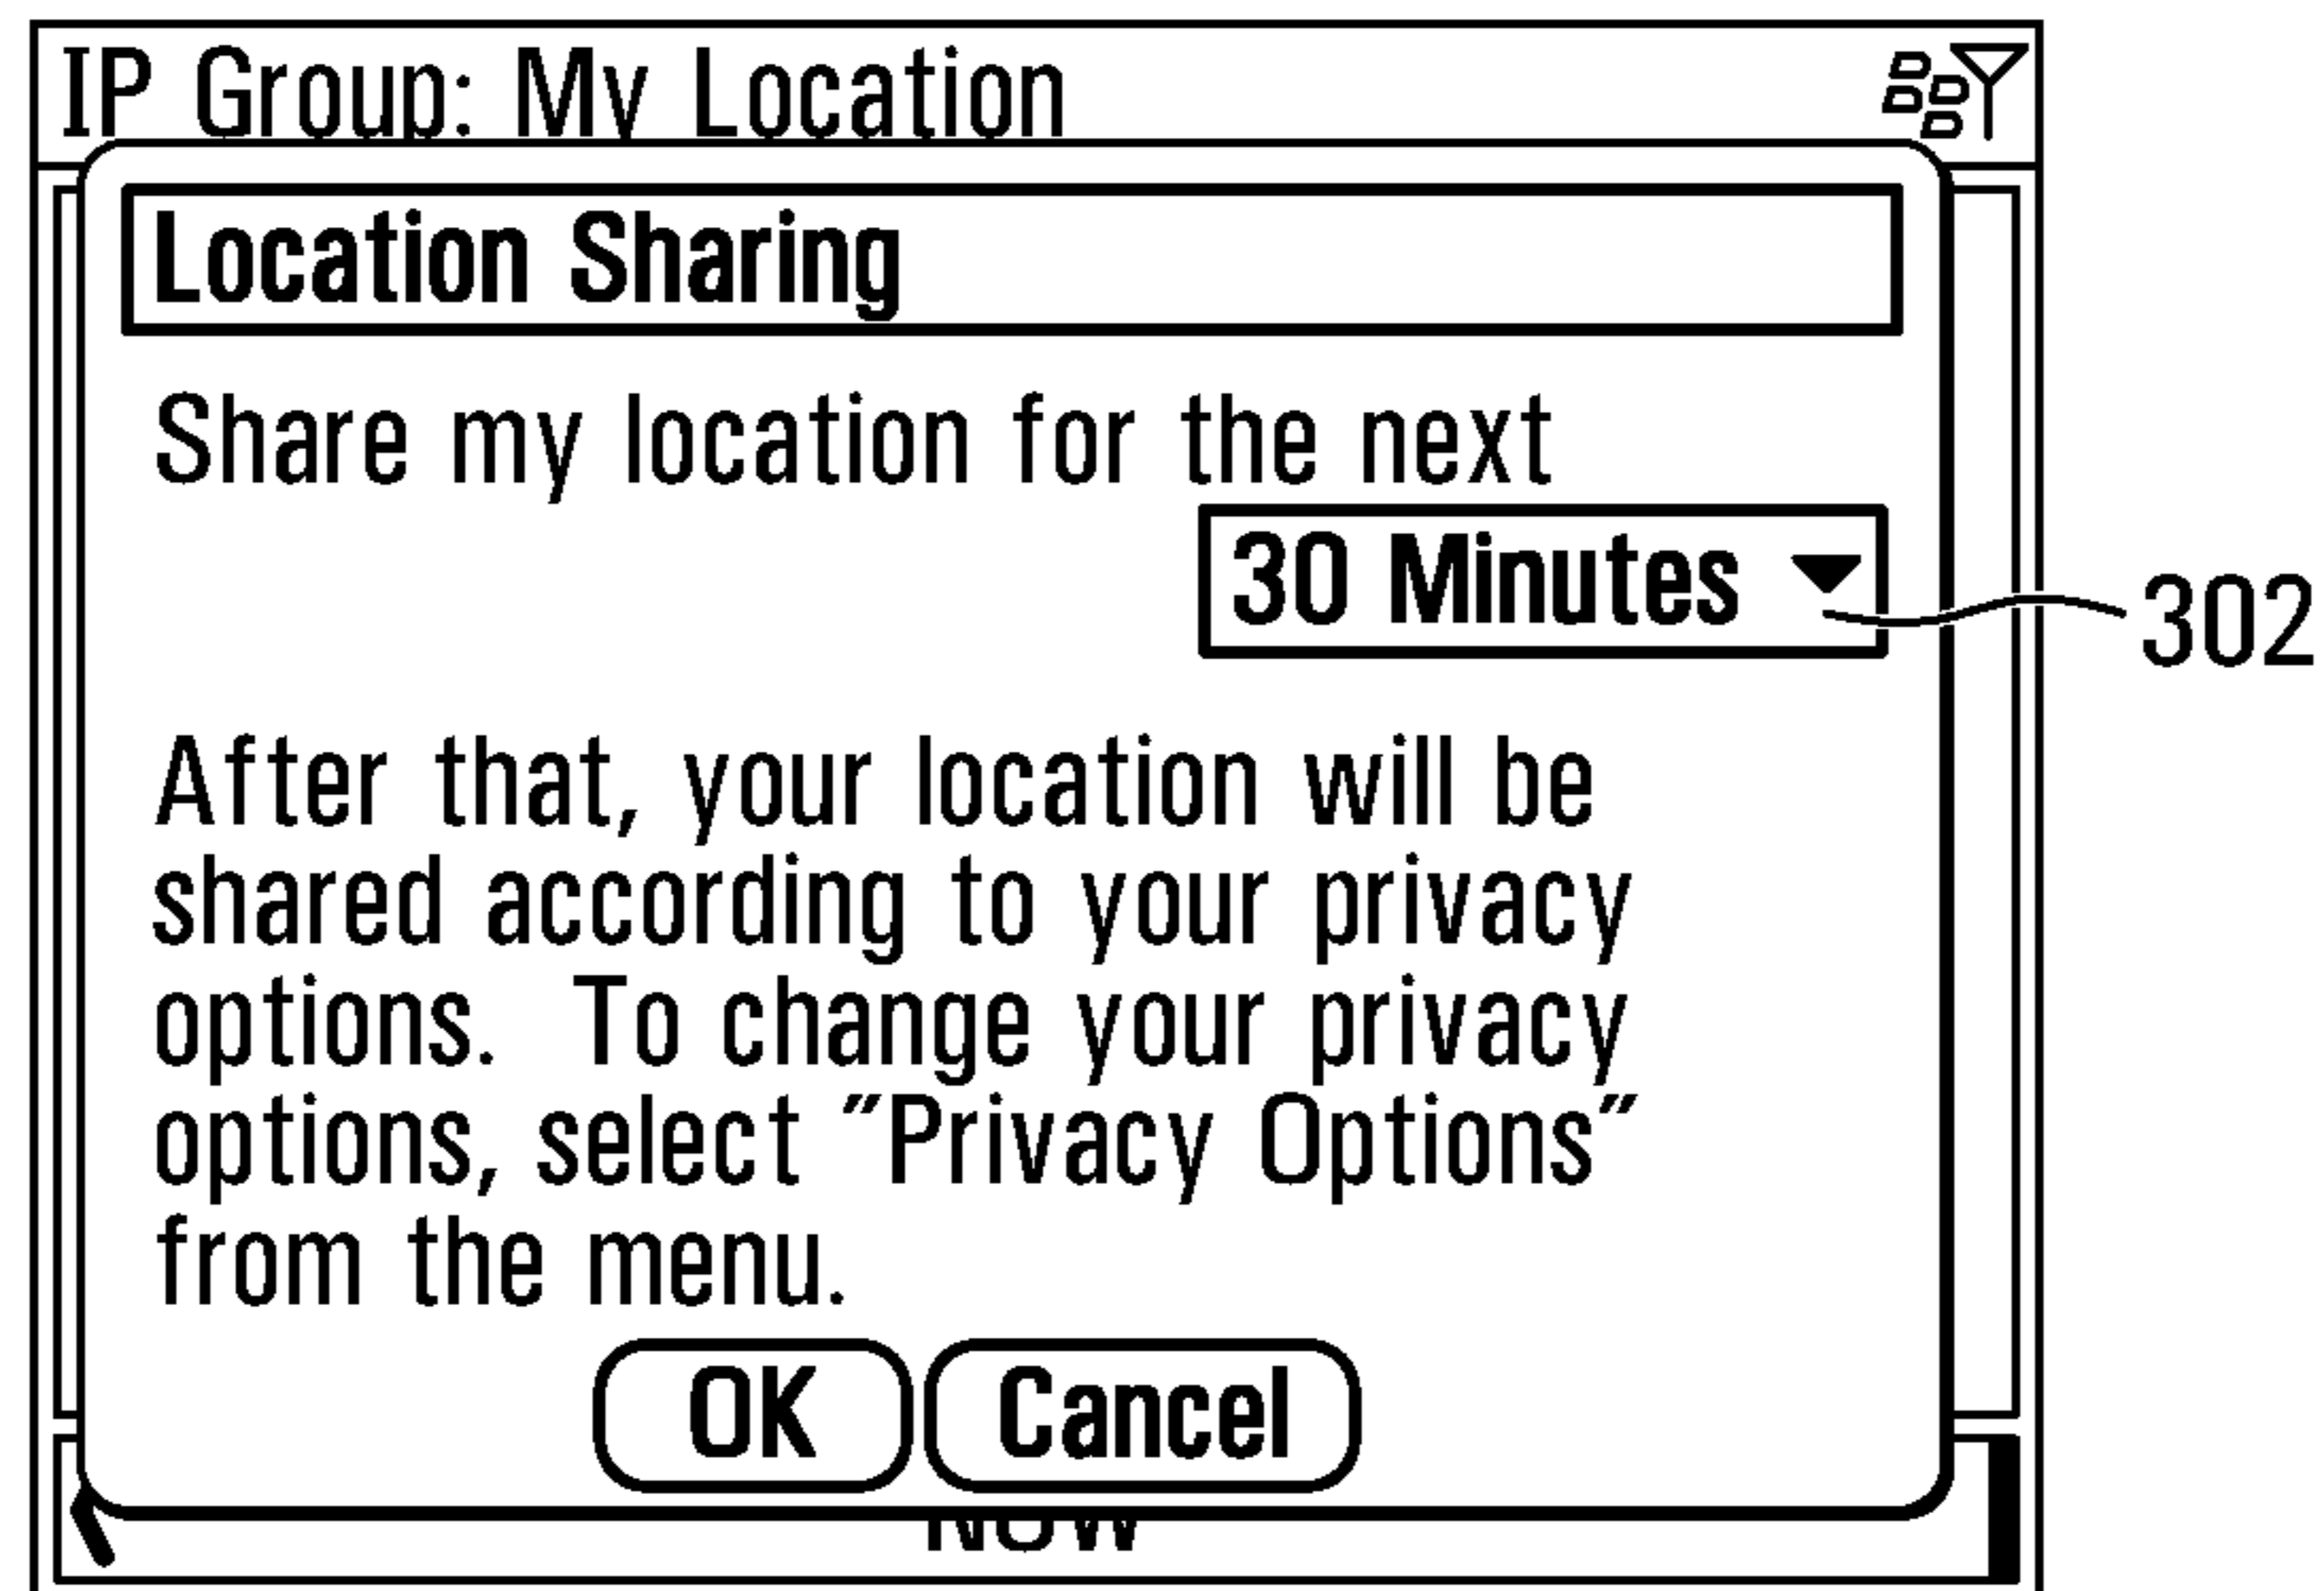 IP Group: My Location
Location Sharing
Share my location for the next
30 Minutes
302
After that, your location will be
shared according to your privacy
options. To change your privacy
options, select "Privacy Options"
from the menu.
OK Cancel
NOW